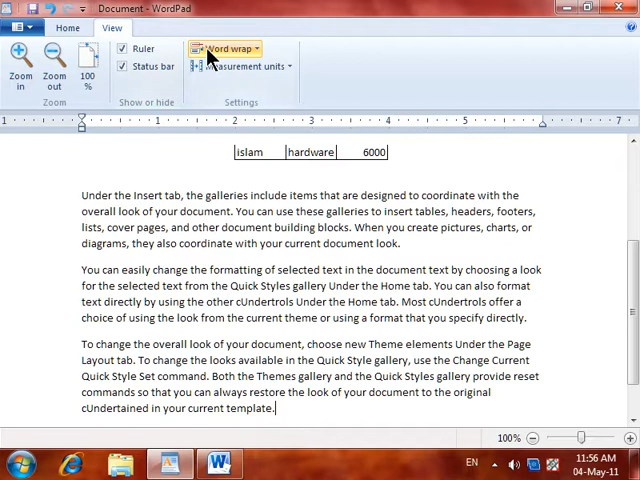 Document - WordPad
Home View
Zoom in
Zoom out
100 %
Ruler
Status bar
Word wrap
Measurement units
Zoom
Show or hide
Settings
1 1 2 3 4 5
islam hardware 6000
Under the Insert tab, the galleries include items that are designed to coordinate with the
overall look of your document. You can use these galleries to insert tables, headers, footers,
lists, cover pages, and other document building blocks. When you create pictures, charts, or
diagrams, they also coordinate with your current document look.
You can easily change the formatting of selected text in the document text by choosing a look
for the selected text from the Quick Styles gallery Under the Home tab. You can also format
text directly by using the other cUndertrols Under the Home tab. Most cUndertrols offer a
choice of using the look from the current theme or using a format that you specify directly.
To change the overall look of your document, choose new Theme elements Under the Page
Layout tab. To change the looks available in the Quick Style gallery, use the Change Current
Quick Style Set command. Both the Themes gallery and the Quick Styles gallery provide reset
commands so that you can always restore the look of your document to the original
cUndertained in your current template.
100%
EN
11:56 AM
04-May-11